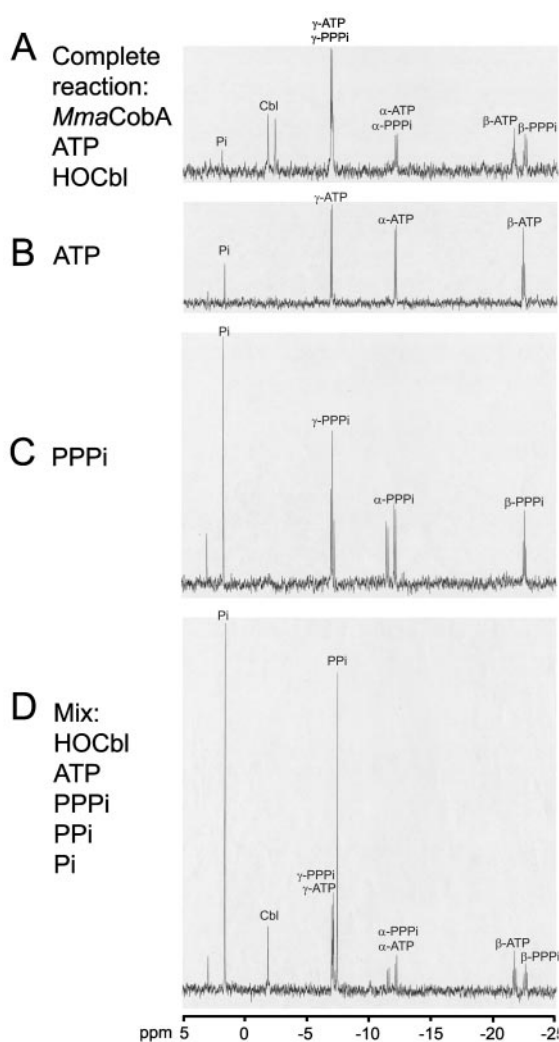 A
Complete
reaction:
MmaCobA
ATP
HOCbl
γ-ATP
γ-PPPi
Cbl
Pi
α-ATP
α-PPPi
β-ATP
β-PPPi
B
ATP
γ-ATP
Pi
α-ATP
β-ATP
C
PPPi
Pi
γ-PPPi
α-PPPi
β-PPPi
D
Mix:
HOCbl
ATP
PPPi
PPi
Pi
Pi
PPi
γ-PPPi
γ-ATP
Cbl
α-PPPi
α-ATP
β-ATP
β-PPPi
ppm 5 0 -5 -10 -15 -20 -25